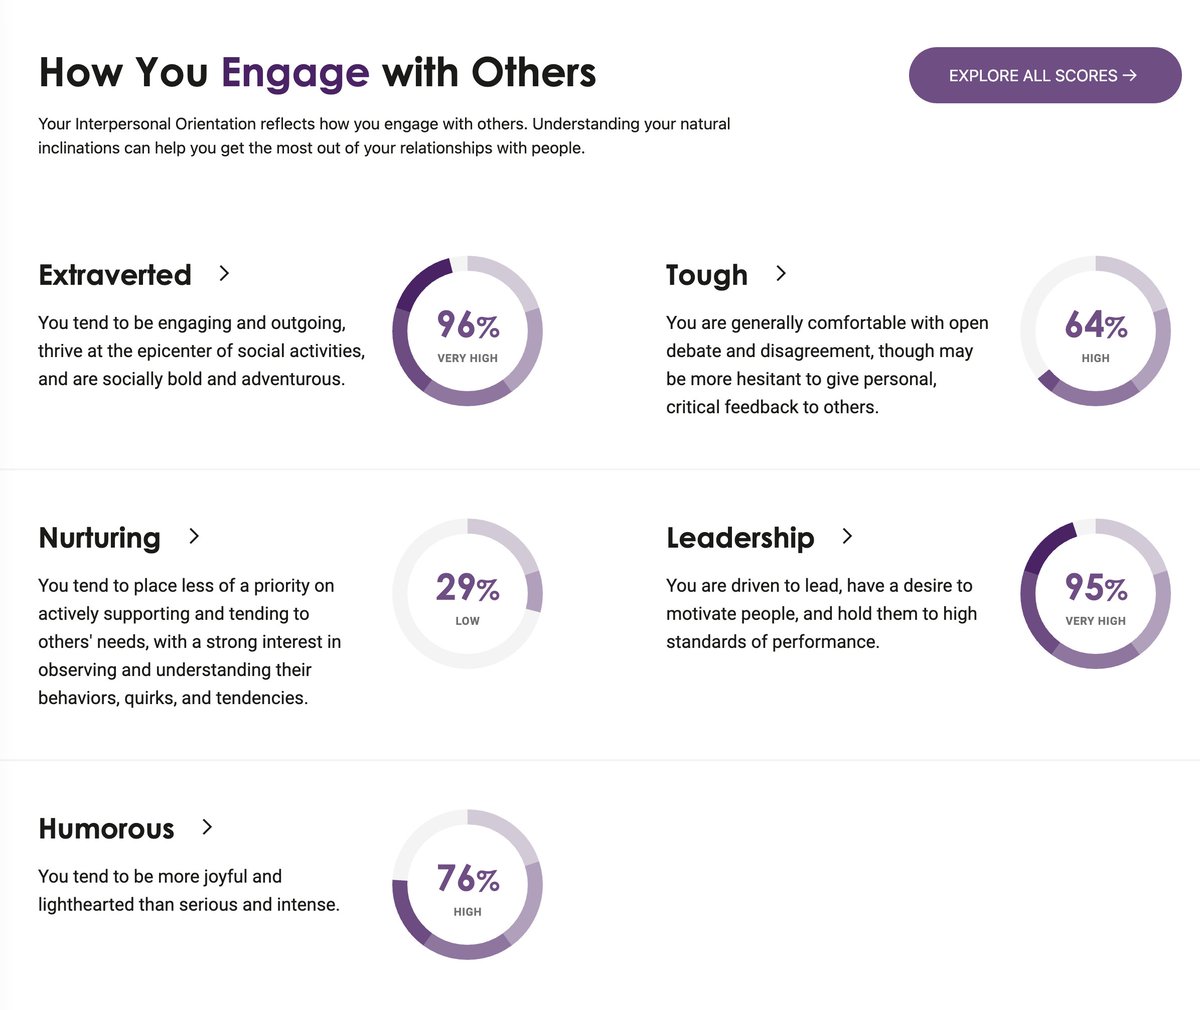 How You Engage with Others
EXPLORE ALL SCORES →
Your Interpersonal Orientation reflects how you engage with others. Understanding your natural
inclinations can help you get the most out of your relationships with people.
Extraverted
You tend to be engaging and outgoing,
thrive at the epicenter of social activities,
and are socially bold and adventurous.
96%
VERY HIGH
Tough
You are generally comfortable with open
debate and disagreement, though may
be more hesitant to give personal,
critical feedback to others.
64%
HIGH
Nurturing
You tend to place less of a priority on
actively supporting and tending to
others' needs, with a strong interest in
observing and understanding their
behaviors, quirks, and tendencies.
29%
LOW
Leadership
You are driven to lead, have a desire to
motivate people, and hold them to high
standards of performance.
95%
VERY HIGH
Humorous
You tend to be more joyful and
lighthearted than serious and intense.
76%
HIGH